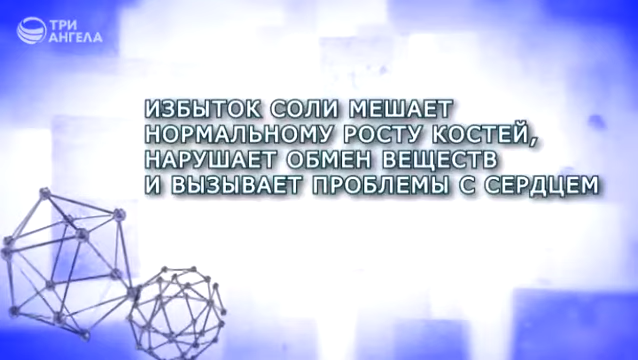 ТРИ
АНГЕЛА
ИЗБЫТОК СОЛИ МЕШАЕТ
НОРМАЛЬНОМУ РОСТУ КОСТЕЙ,
НАРУШАЕТ ОБМЕН ВЕЩЕСТВ
И ВЫЗЫВАЕТ ПРОБЛЕМЫ С СЕРДЦЕМ